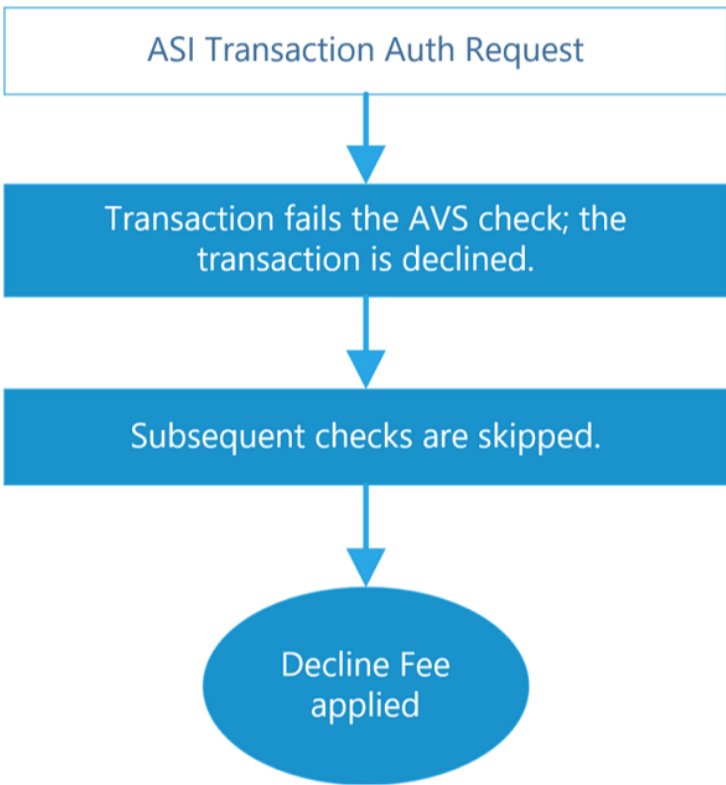 ASI Transaction Auth Request
Transaction fails the AVS check; the
transaction is declined.
Subsequent checks are skipped.
Decline Fee
applied